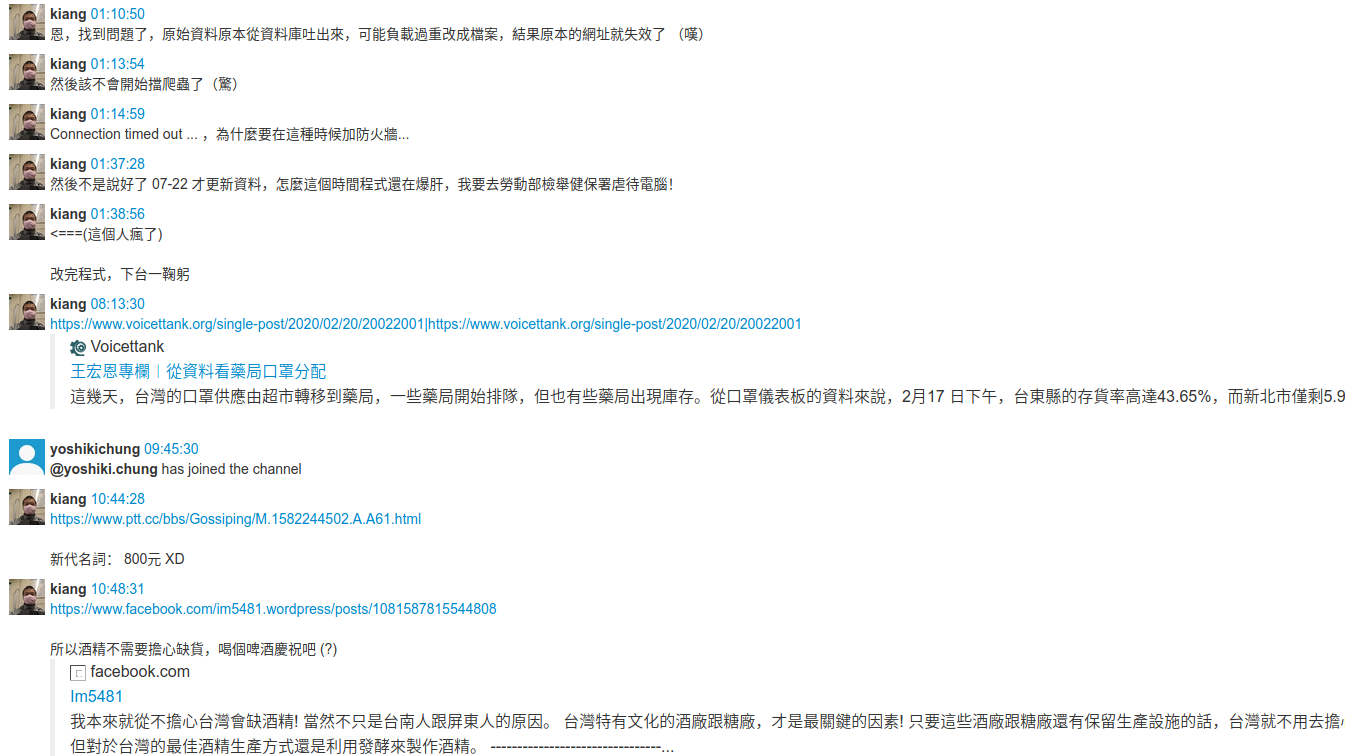 kiang 01:10:50
恩，找到問題了，原始資料原本從資料庫吐出來，可能負載過重改成檔案，結果原本的網址就失效了 （嘆）
kiang 01:13:54
然後該不會開始擋爬蟲了（驚）
kiang 01:14:59
Connection timed out ... ，為什麼要在這種時候加防火牆...
kiang 01:37:28
然後不是說好了 07-22 才更新資料，怎麼這個時間程式還在爆肝，我要去勞動部檢舉健保署虐待電腦！
kiang 01:38:56
<===(這個人瘋了)
改完程式，下台一鞠躬
kiang 08:13:30
https://www.voicettank.org/single-post/2020/02/20/20022001|https://www.voicettank.org/single-post/2020/02/20/20022001
Voicettank
王宏恩專欄︱從資料看藥局口罩分配
這幾天，台灣的口罩供應由超市轉移到藥局，一些藥局開始排隊，但也有些藥局出現庫存。從口罩儀表板的資料來說，2月17 日下午，台東縣的存貨率高達43.65%，而新北市僅剩5.9
yoshikichung 09:45:30
@yoshiki.chung has joined the channel
kiang 10:44:28
https://www.ptt.cc/bbs/Gossiping/M.1582244502.A.A61.html
新代名詞： 800元 XD
kiang 10:48:31
https://www.facebook.com/im5481.wordpress/posts/1081587815544808
所以酒精不需要擔心缺貨，喝個啤酒慶祝吧 (?)
facebook.com
Im5481
我本來就從不擔心台灣會缺酒精! 當然不只是台南人跟屏東人的原因。 台灣特有文化的酒廠跟糖廠，才是最關鍵的因素! 只要這些酒廠跟糖廠還有保留生產設施的話，台灣就不用去擔
但對於台灣的最佳酒精生產方式還是利用發酵來製作酒精。 --------------------------------...